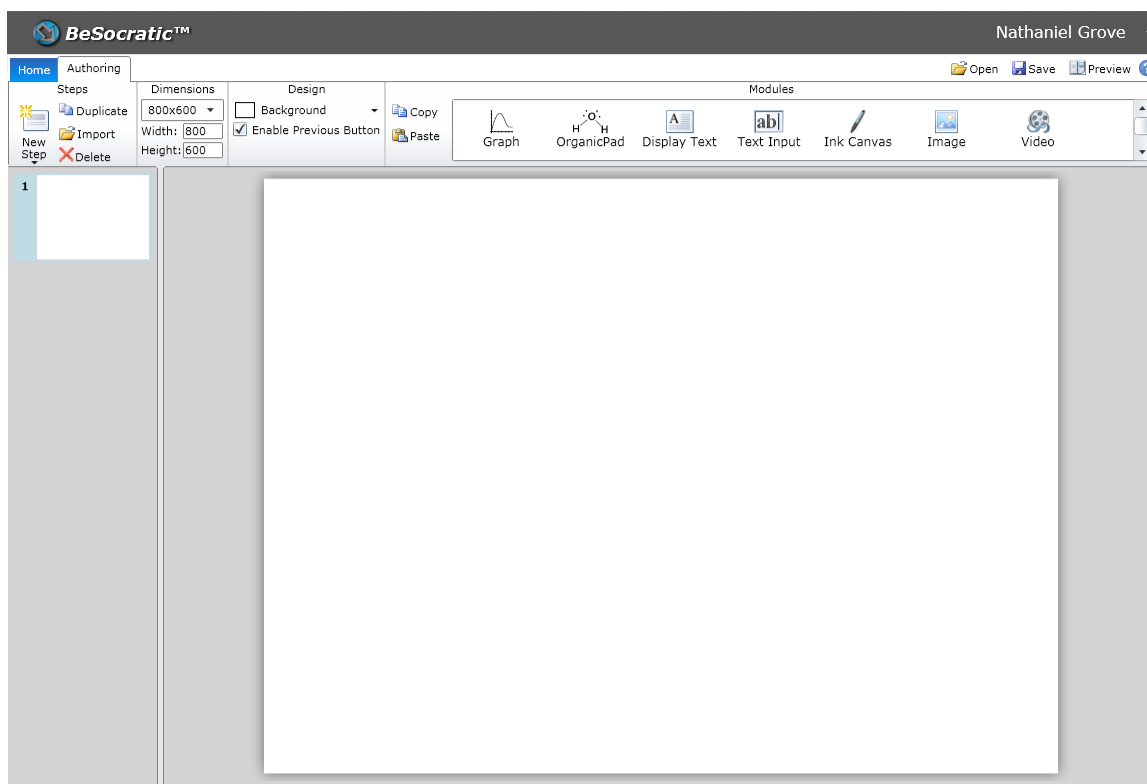 BeSocratic™
Nathaniel Grove
Home
Authoring
Open
Save
Preview
Steps
New
Step
Duplicate
Import
Delete
Dimensions
800x600
Width: 800
Height: 600
Design
Background
Enable Previous Button
Copy
Paste
Modules
Graph
H
H
OrganicPad
A
Display Text
ab
Text Input
Ink Canvas
Image
Video
1